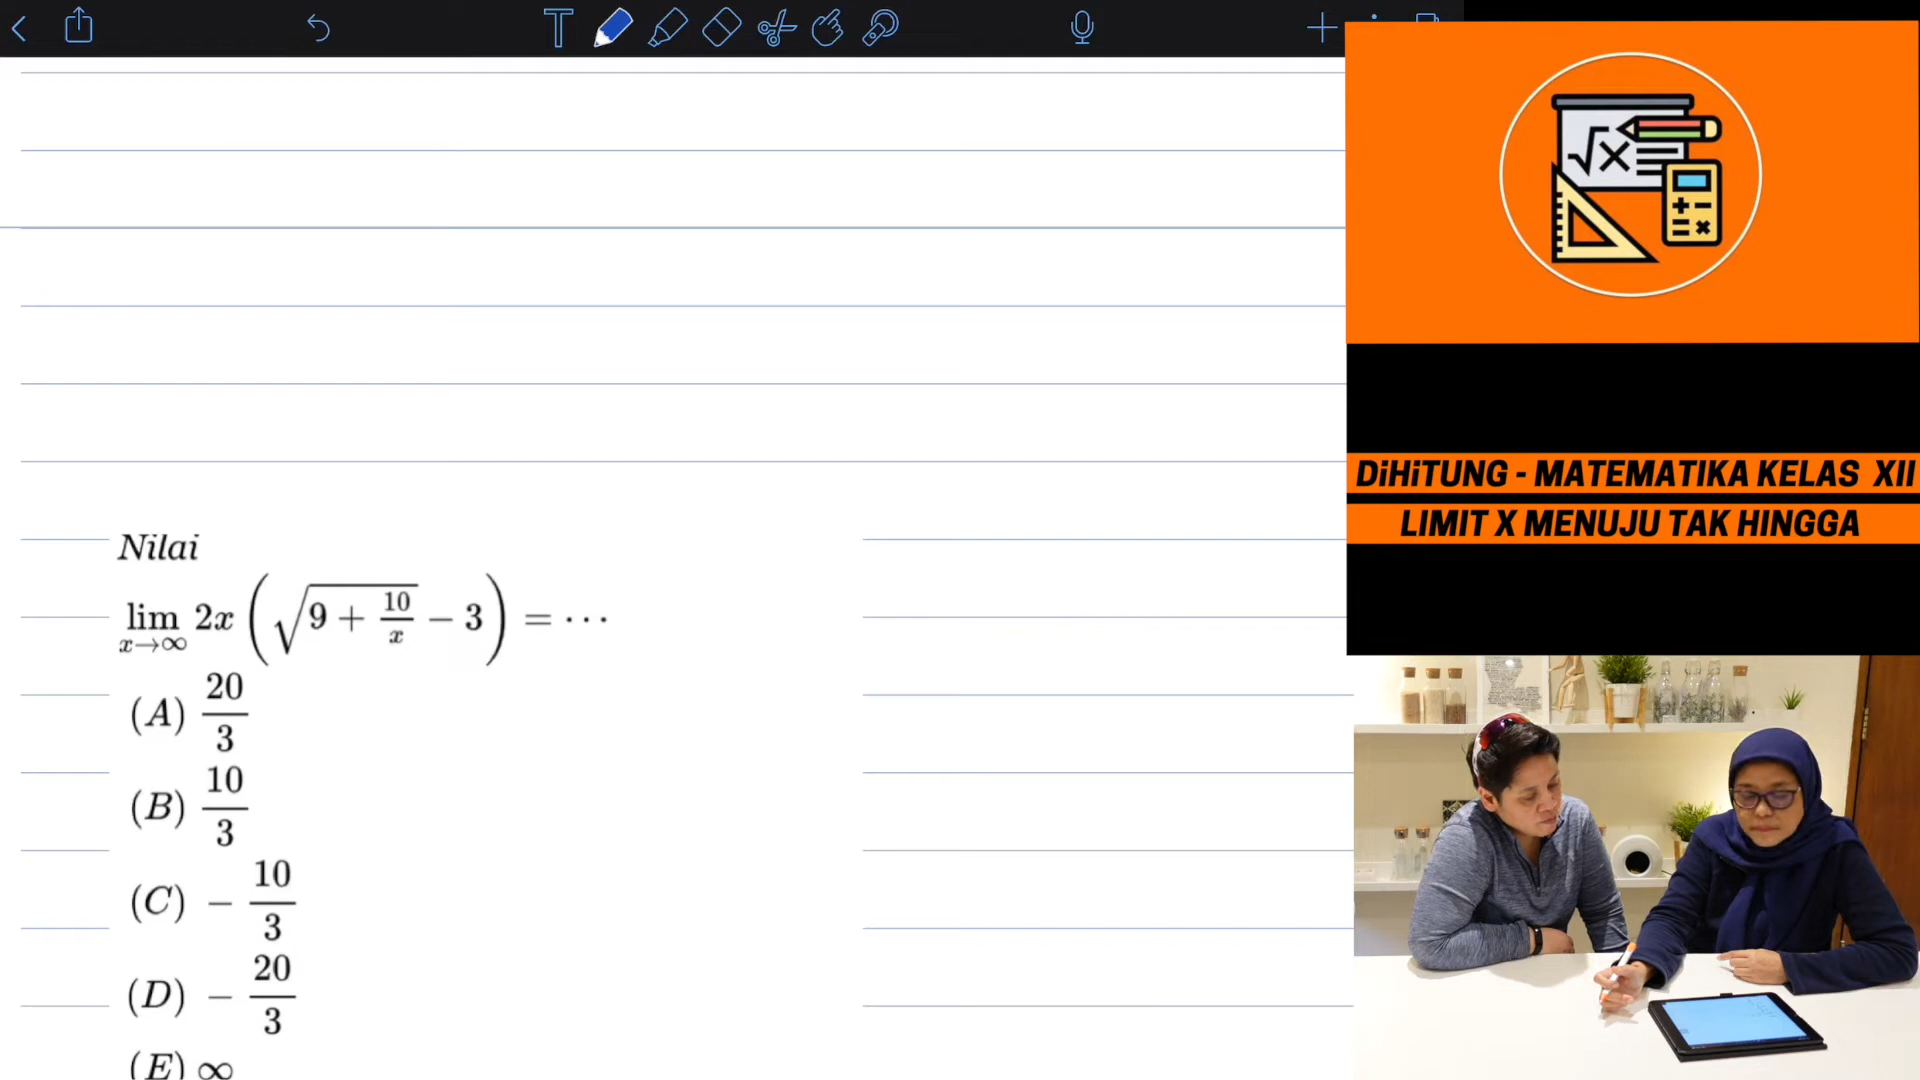 T
DiHiTUNG - MATEMATIKA KELAS XII
LIMIT X MENUJU TAK HINGGA
Nilai
lim x→∞ 2x (√(9 + 10/x) − 3) = ···
(A) 20/3
(B) 10/3
(C) − 10/3
(D) − 20/3
(E) ∞